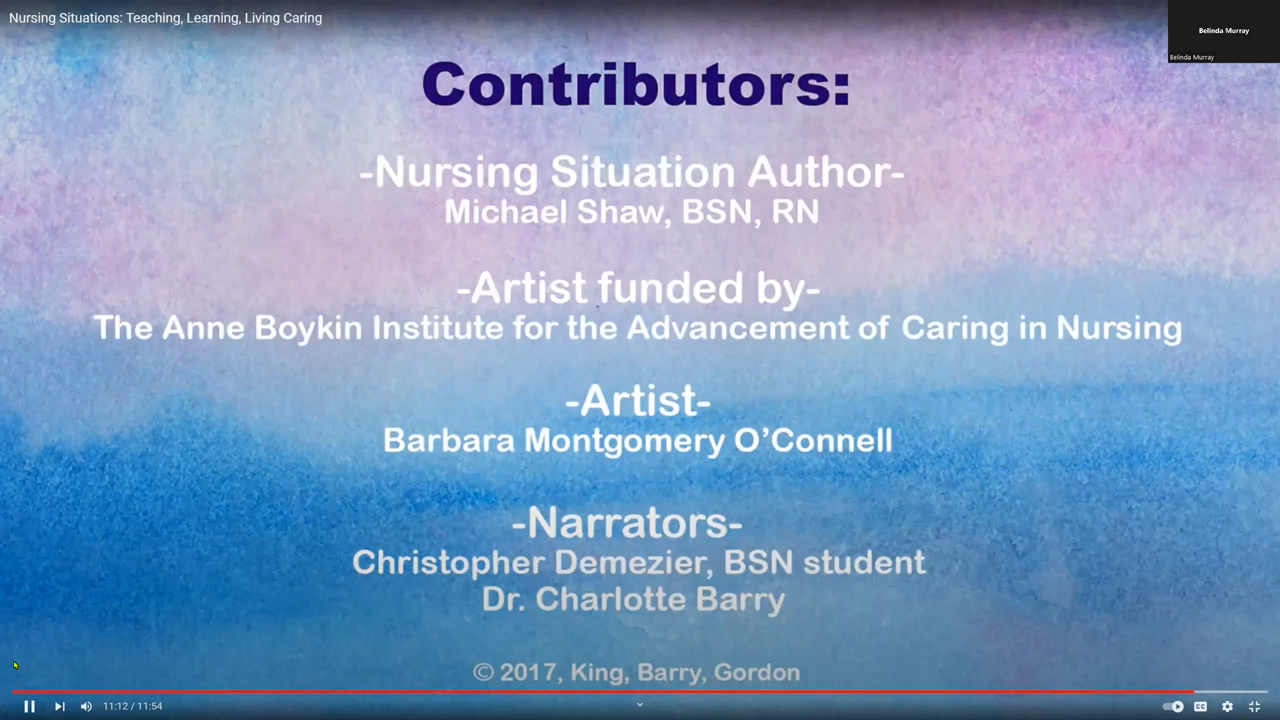 Nursing Situations: Teaching, Learning, Living Caring
Belinda Murray
Belinda Murray
Contributors:
-Nursing Situation Author-
Michael Shaw, BSN, RN
-Artist funded by-
The Anne Boykin Institute for the Advancement of Caring in Nursing
-Artist-
Barbara Montgomery O’Connell
-Narrators-
Christopher Demezier, BSN student
Dr. Charlotte Barry
© 2017, King, Barry, Gordon
11:12 / 11:54
CC